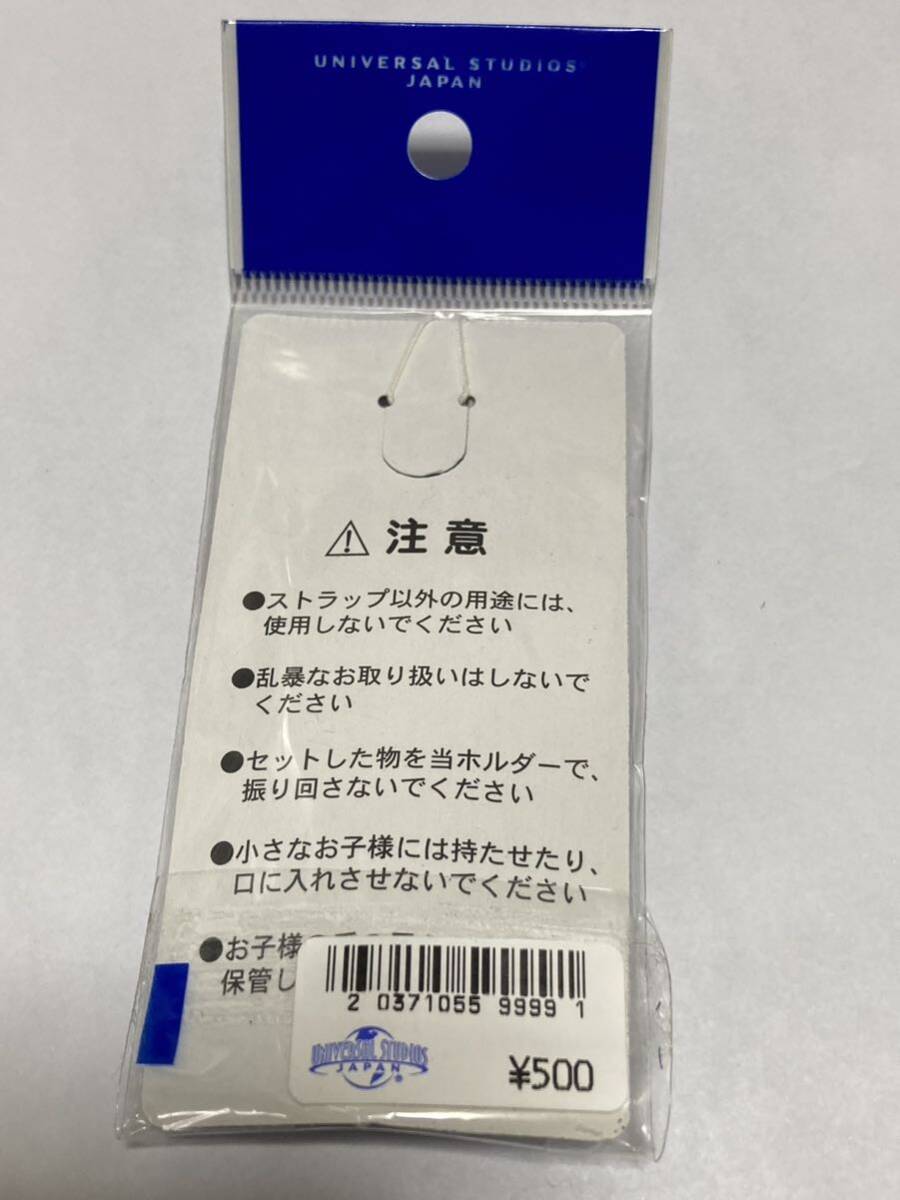 UNIVERSAL STUDIOS
JAPAN
⚠ 注意
●ストラップ以外の用途には、
使用しないでください
●乱暴なお取り扱いはしないで
ください
●セットした物を当ホルダーで、
振り回さないでください
●小さなお子様には持たせたり、
口に入れさせないでください
●お子様
保管し
2 0371055 9999 1
UNIVERSAL STUDIOS
JAPAN ®
¥500